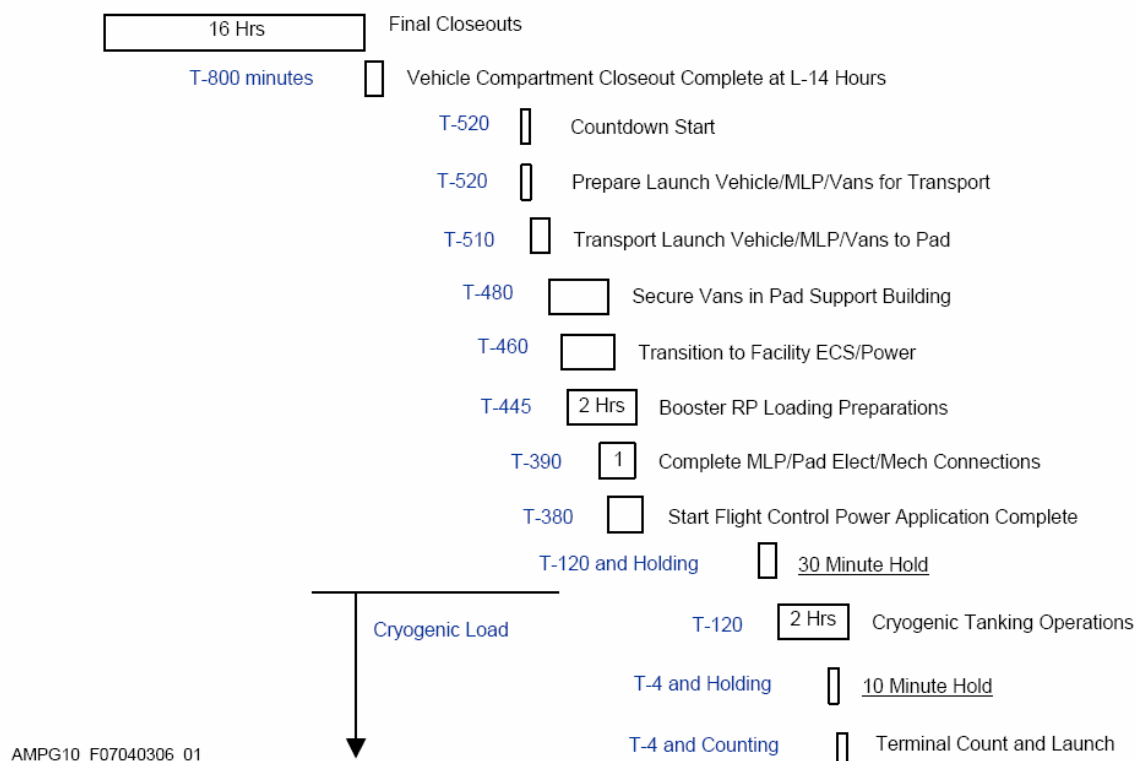 16 Hrs Final Closeouts
T-800 minutes Vehicle Compartment Closeout Complete at L-14 Hours
T-520 Countdown Start
T-520 Prepare Launch Vehicle/MLP/Vans for Transport
T-510 Transport Launch Vehicle/MLP/Vans to Pad
T-480 Secure Vans in Pad Support Building
T-460 Transition to Facility ECS/Power
T-445 2 Hrs Booster RP Loading Preparations
T-390 1 Complete MLP/Pad Elect/Mech Connections
T-380 Start Flight Control Power Application Complete
T-120 and Holding 30 Minute Hold
Cryogenic Load T-120 2 Hrs Cryogenic Tanking Operations
T-4 and Holding 10 Minute Hold
T-4 and Counting Terminal Count and Launch
AMPG10_F07040306_01